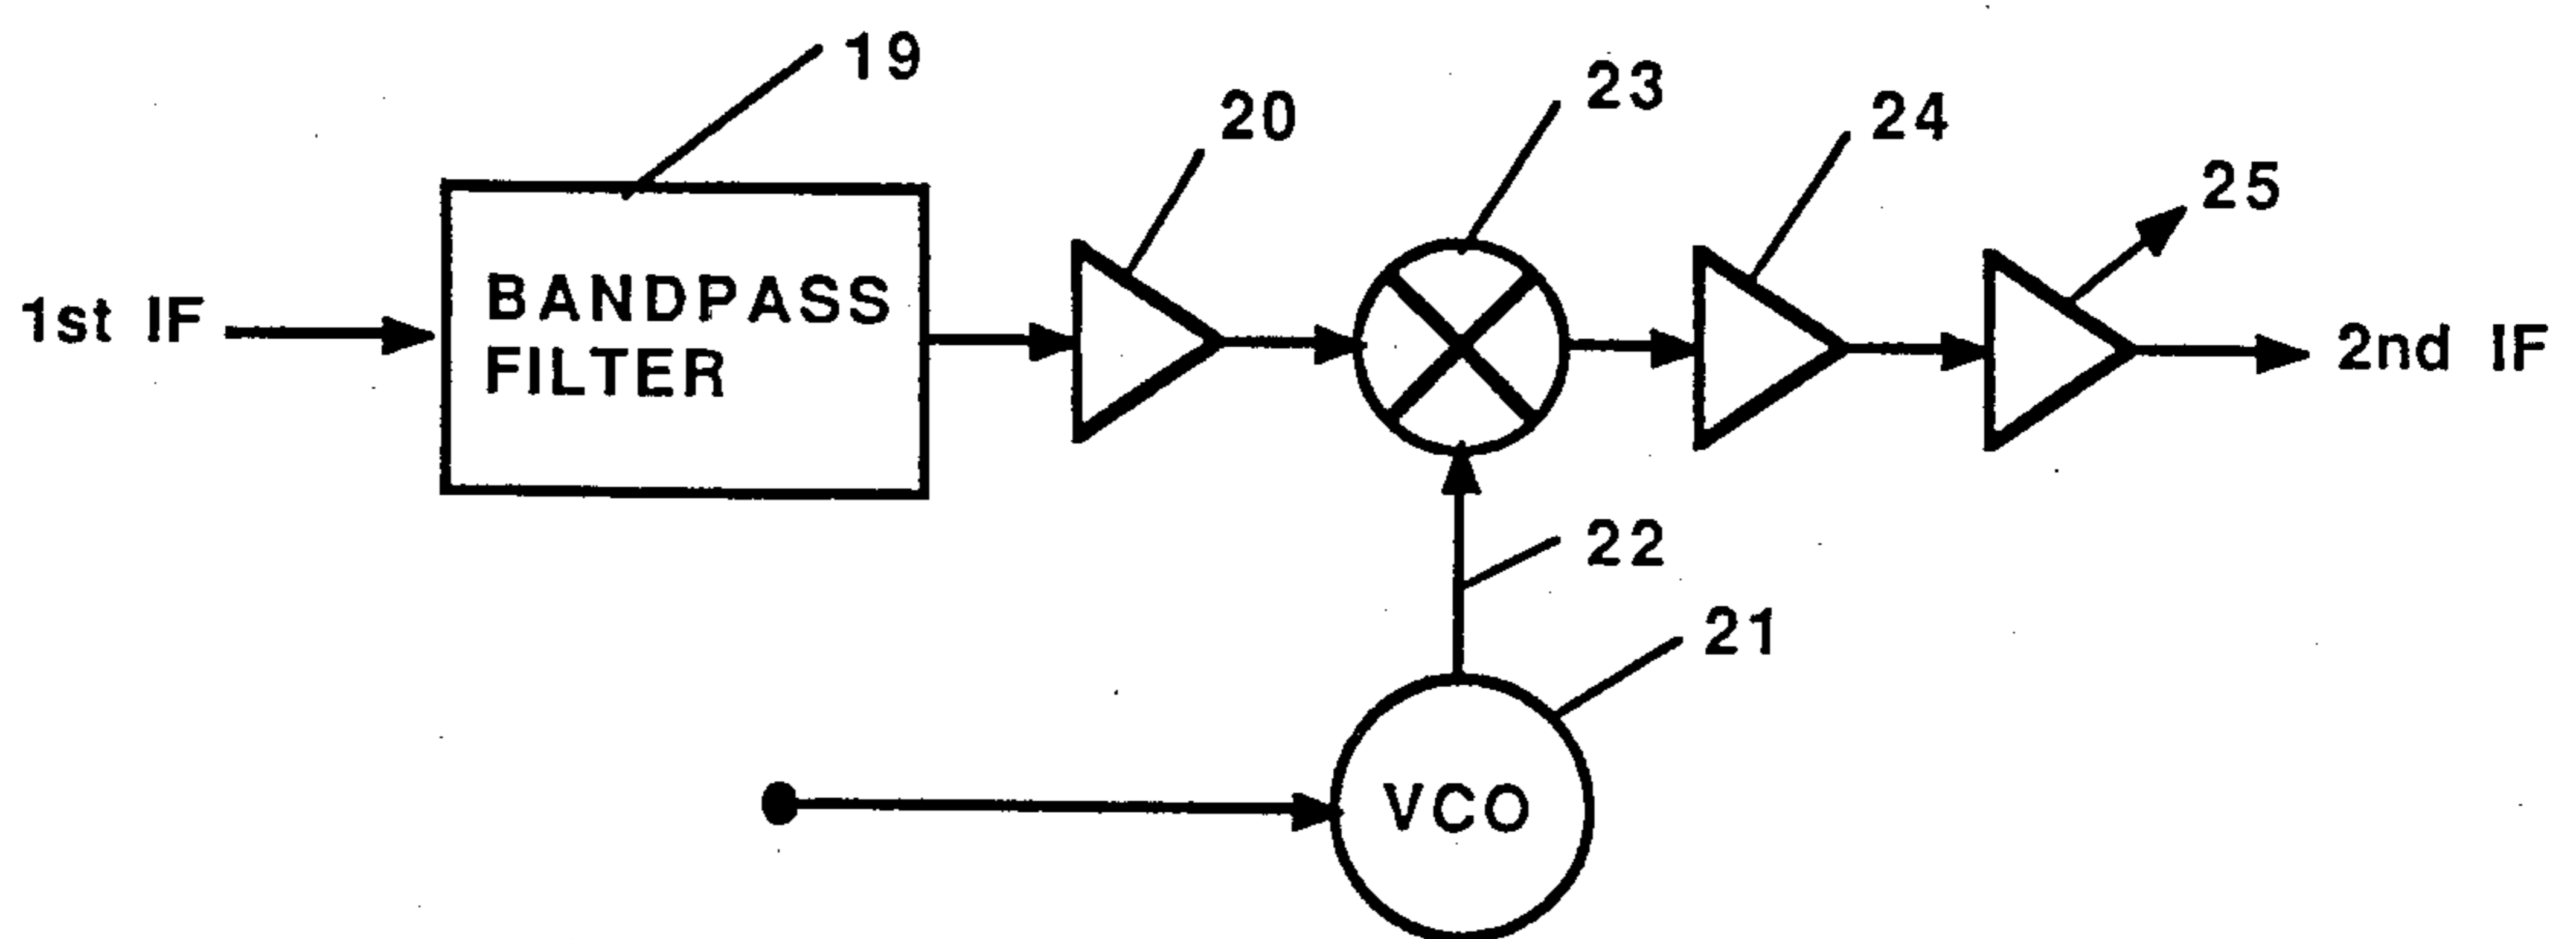 19
20
23
24
25
1st IF
BANDPASS
FILTER
2nd IF
22
21
VCO